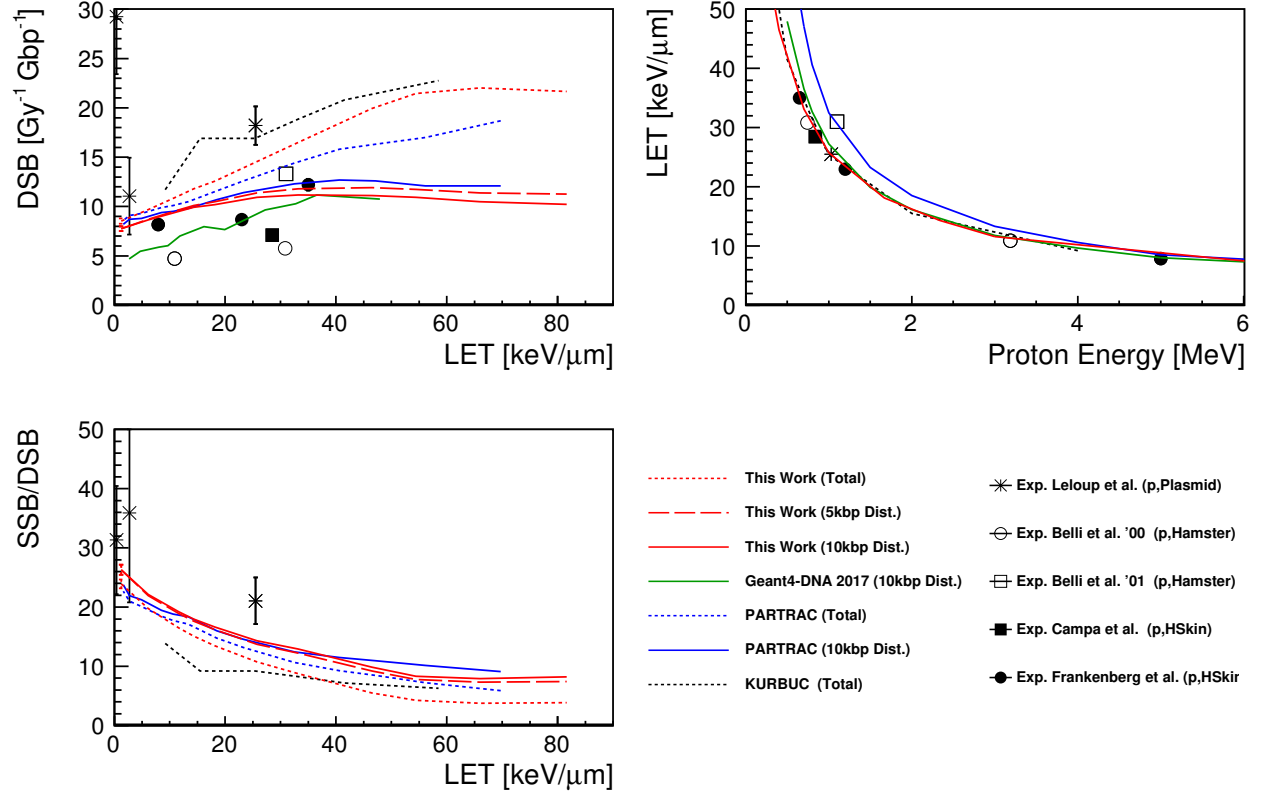 DSB [Gy⁻¹ Gbp⁻¹]
30
25
20
15
10
5
0
0 20 40 60 80
LET [keV/μm]
LET [keV/μm]
50
40
30
20
10
0
0 2 4 6
Proton Energy [MeV]
SSB/DSB
50
40
30
20
10
0
0 20 40 60 80
LET [keV/μm]
This Work (Total)
This Work (5kbp Dist.)
This Work (10kbp Dist.)
Geant4-DNA 2017 (10kbp Dist.)
PARTRAC (Total)
PARTRAC (10kbp Dist.)
KURBUC (Total)
Exp. Leloup et al. (p,Plasmid)
Exp. Belli et al. '00 (p,Hamster)
Exp. Belli et al. '01 (p,Hamster)
Exp. Campa et al. (p,HSkin)
Exp. Frankenberg et al. (p,HSkir